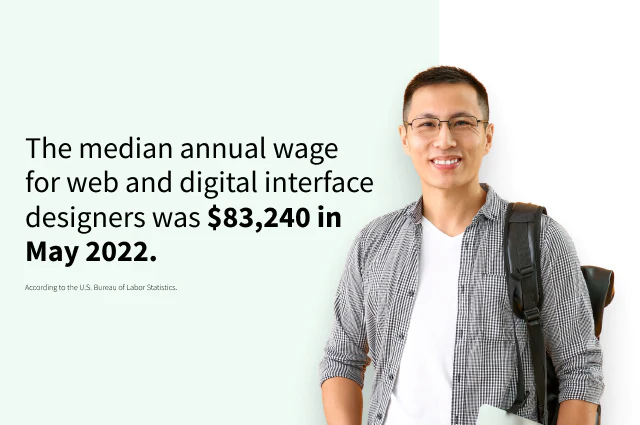 The median annual wage
for web and digital interface
designers was $83,240 in
May 2022.
According to the U.S. Bureau of Labor Statistics.